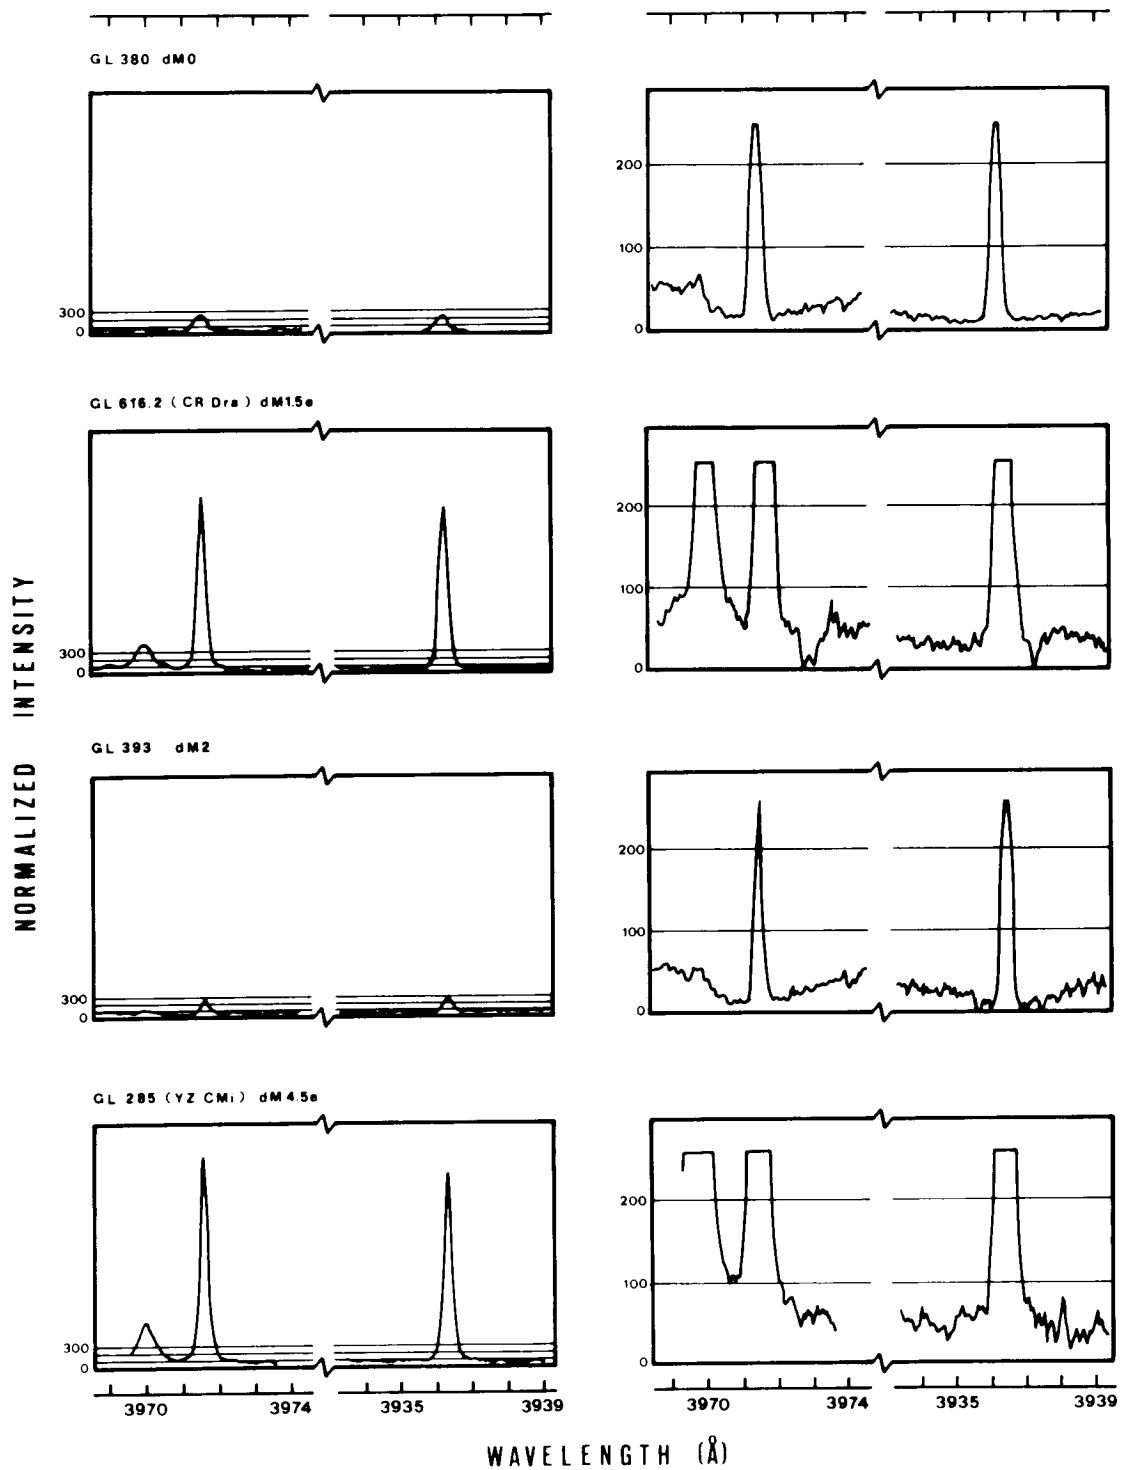 GL 380 dM0
300
0
200
100
0
GL 616.2 (CR Dra) dM1.5e
300
0
200
100
0
GL 393 dM2
300
0
200
100
0
GL 285 (YZ CMi) dM4.5e
300
0
200
100
0
3970 3974 3935 3939
3970 3974 3935 3939
NORMALIZED INTENSITY
WAVELENGTH (Å)